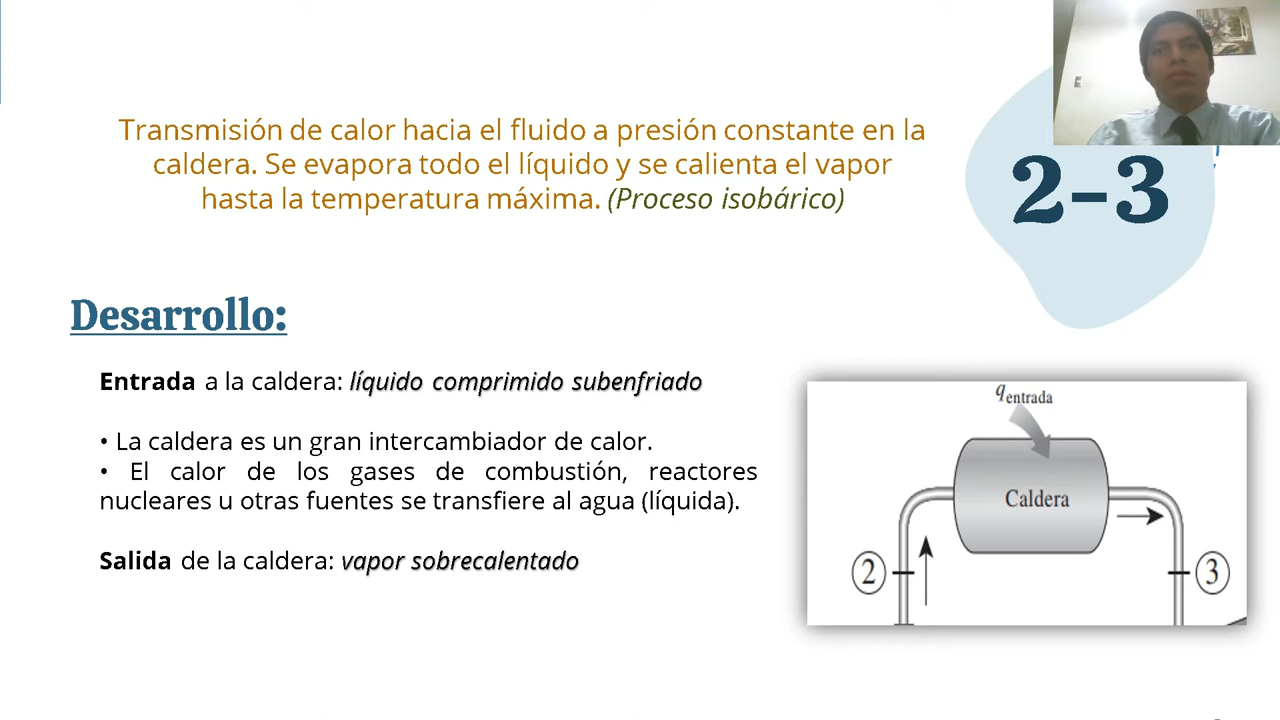 Transmisión de calor hacia el fluido a presión constante en la
caldera. Se evapora todo el líquido y se calienta el vapor
hasta la temperatura máxima. (Proceso isobárico)
2-3
Desarrollo:
Entrada a la caldera: líquido comprimido subenfriado
• La caldera es un gran intercambiador de calor.
• El calor de los gases de combustión, reactores
nucleares u otras fuentes se transfiere al agua (líquida).
Salida de la caldera: vapor sobrecalentado
qentrada
Caldera
2
3